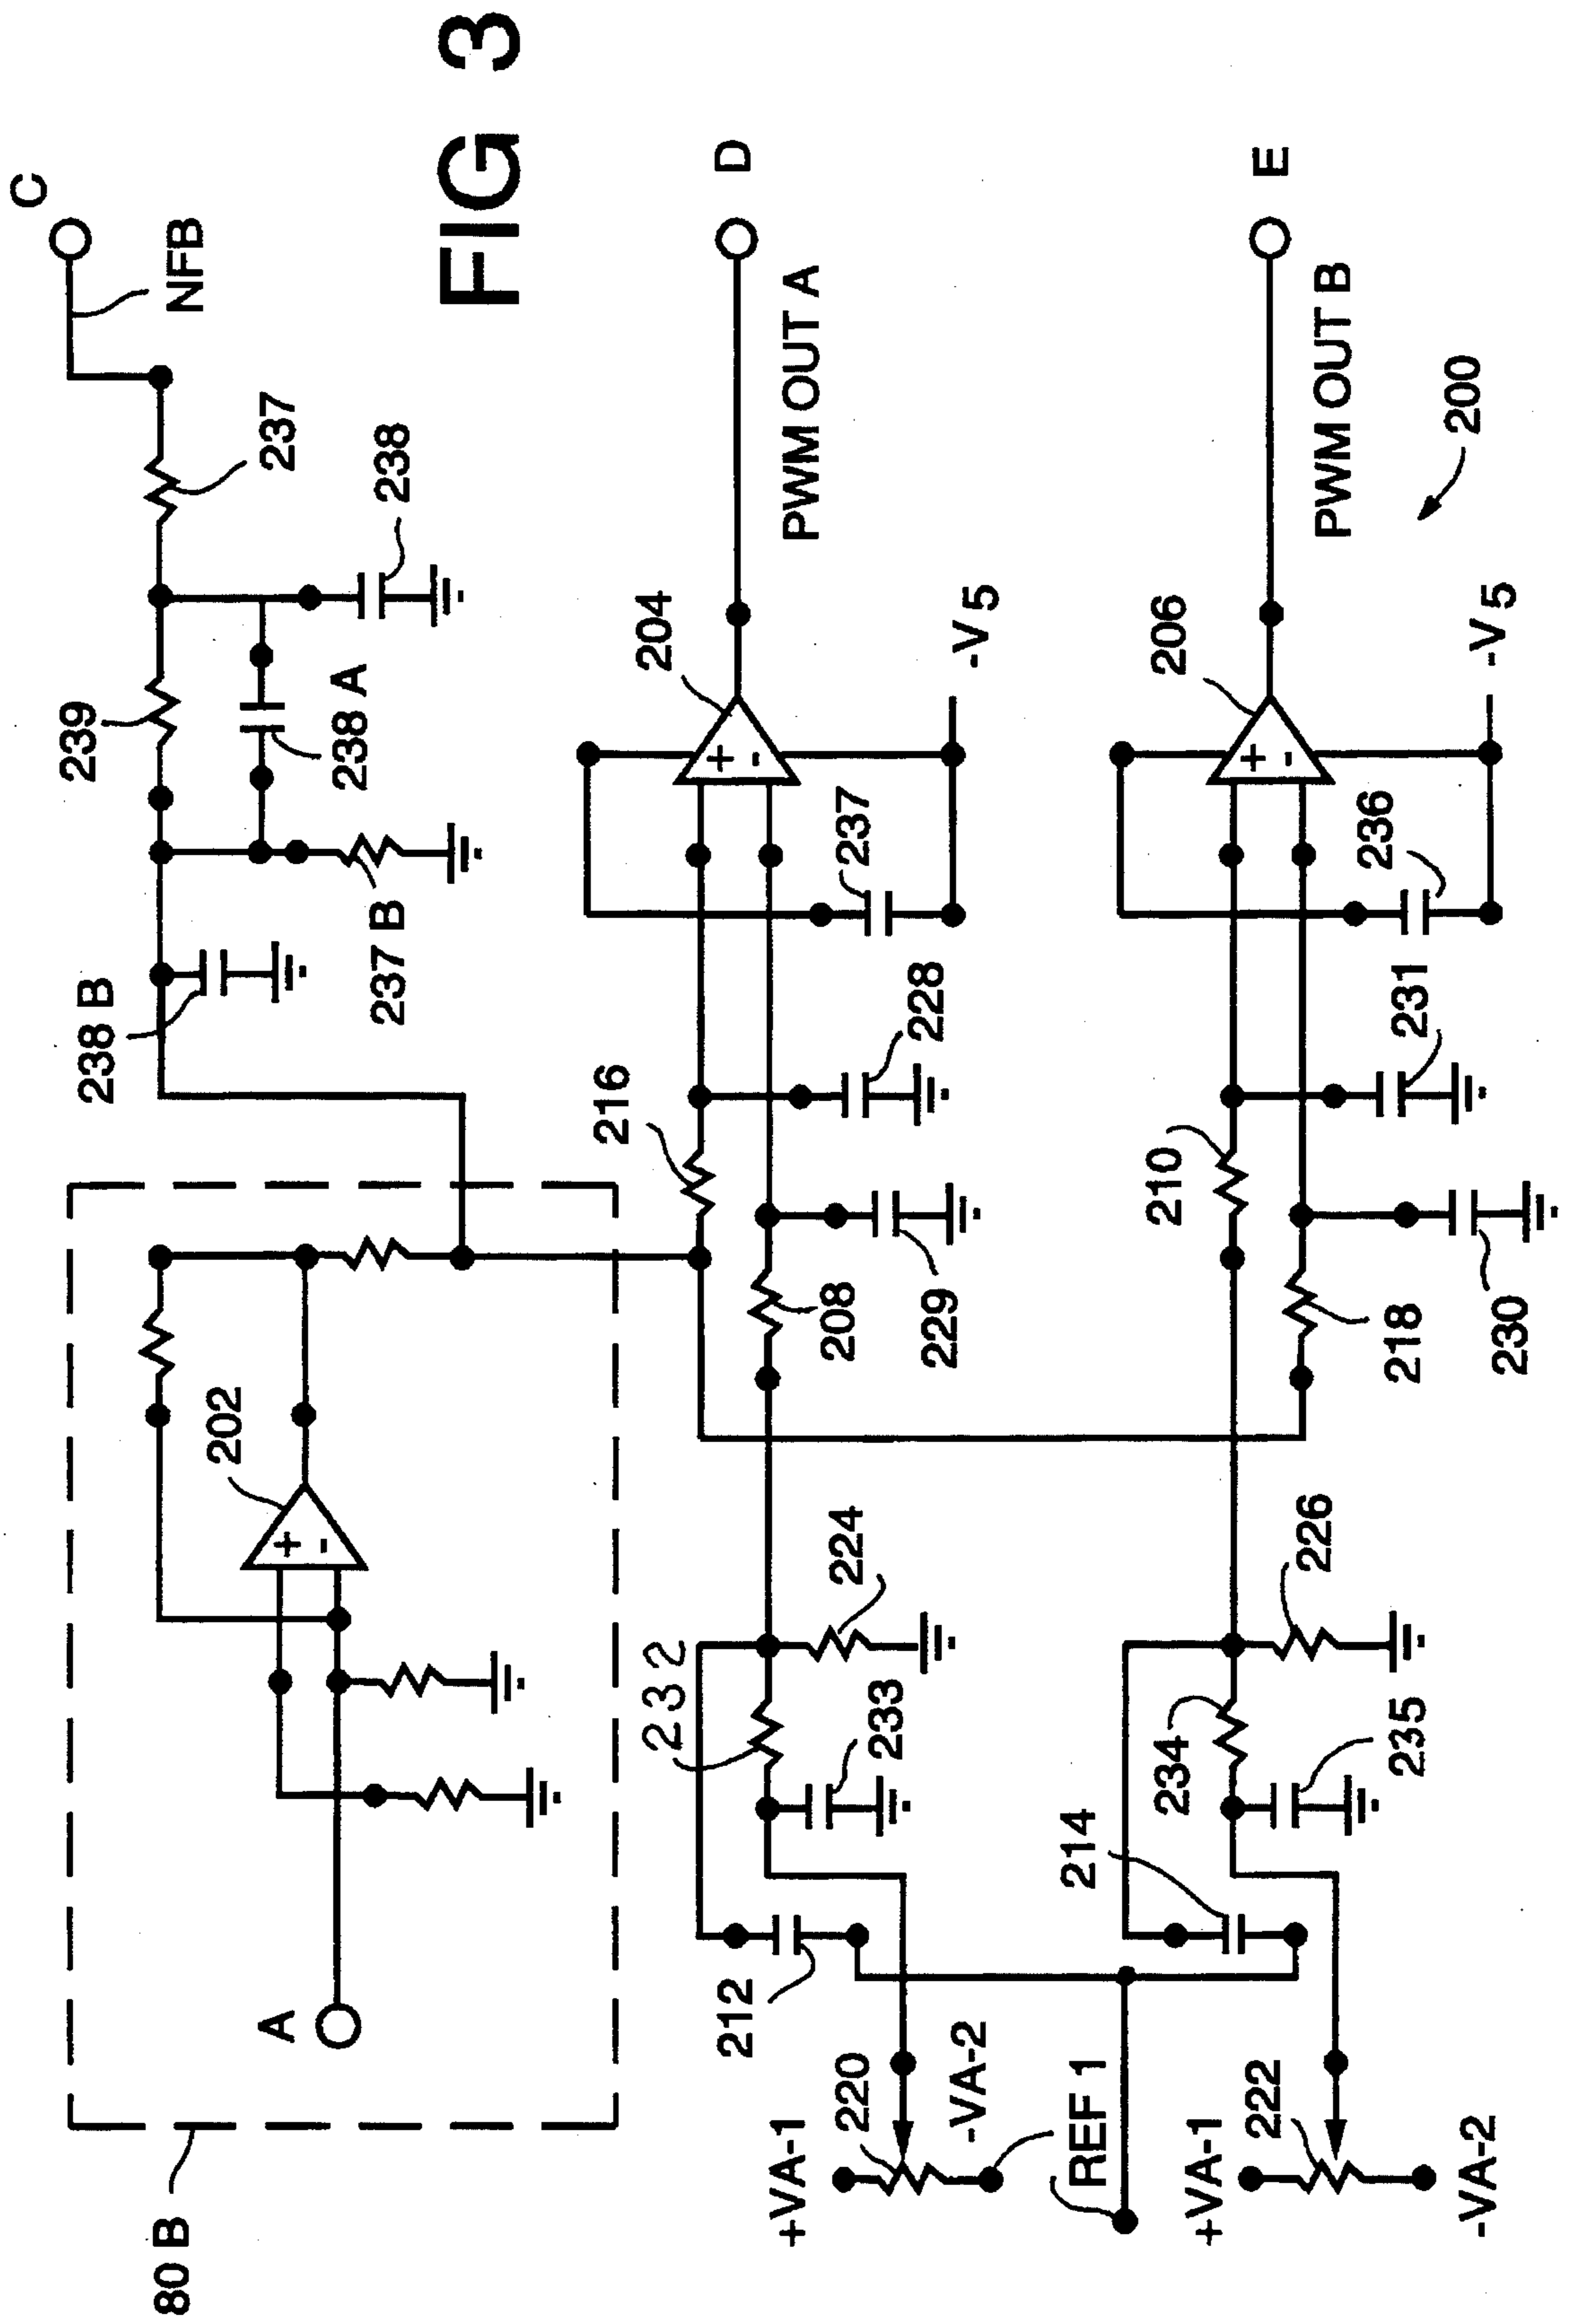 FIG 3
C
NFB
237
238
239
238 A
237 B
238 B
80 B
A
202
+
-
216
204
+
-
D
PWM OUT A
-V 5
237
228
229
208
232
224
233
212
+VA-1
220
-VA-2
REF 1
E
PWM OUT B
206
+
-
-V 5
236
231
210
218
230
226
234
235
214
+VA-1
222
-VA-2
200